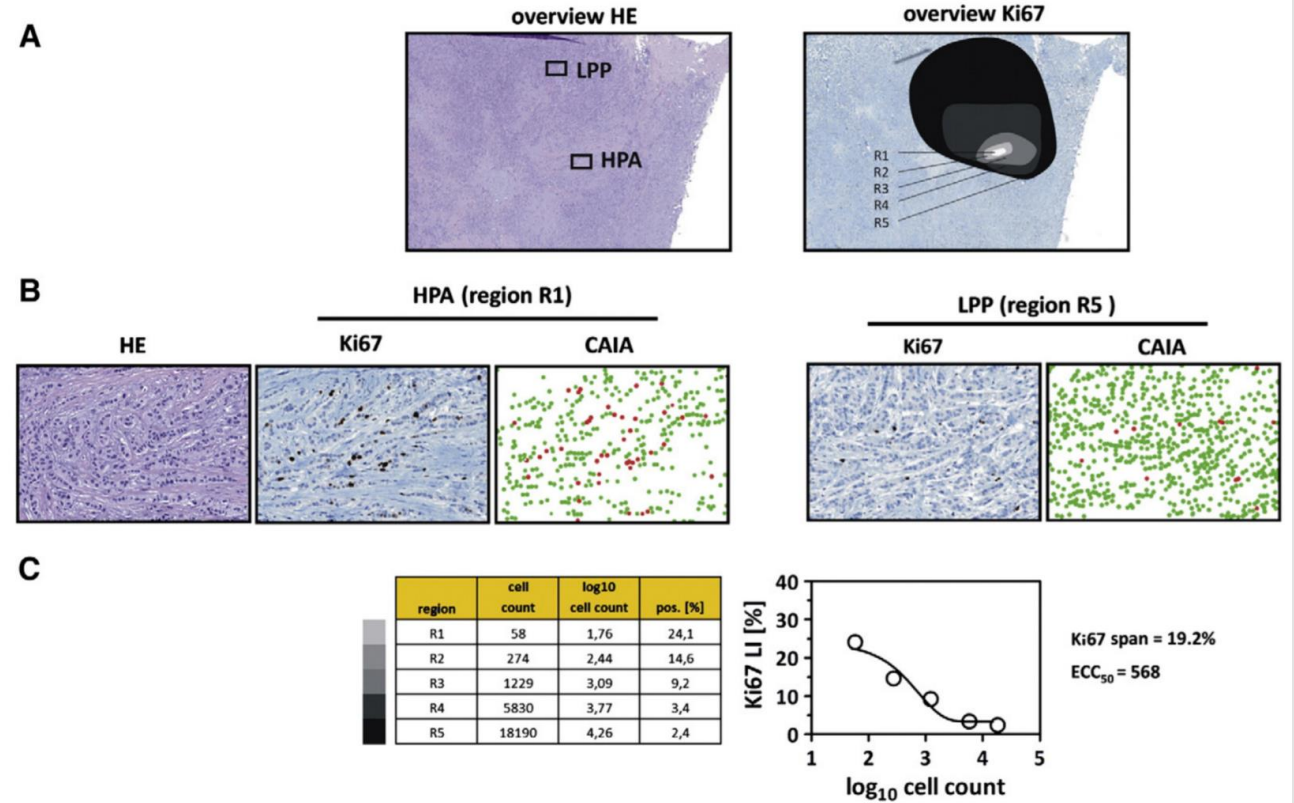 A
overview HE
overview Ki67
LPP
HPA
R1
R2
R3
R4
R5
B
HPA (region R1)
LPP (region R5 )
HE
Ki67
CAIA
Ki67
CAIA
C
region cell count log10 cell count pos. [%]
R1 58 1,76 24,1
R2 274 2,44 14,6
R3 1229 3,09 9,2
R4 5830 3,77 3,4
R5 18190 4,26 2,4
Ki67 LI [%]
40
30
20
10
0
1 2 3 4 5
log10 cell count
Ki67 span = 19.2%
ECC50 = 568